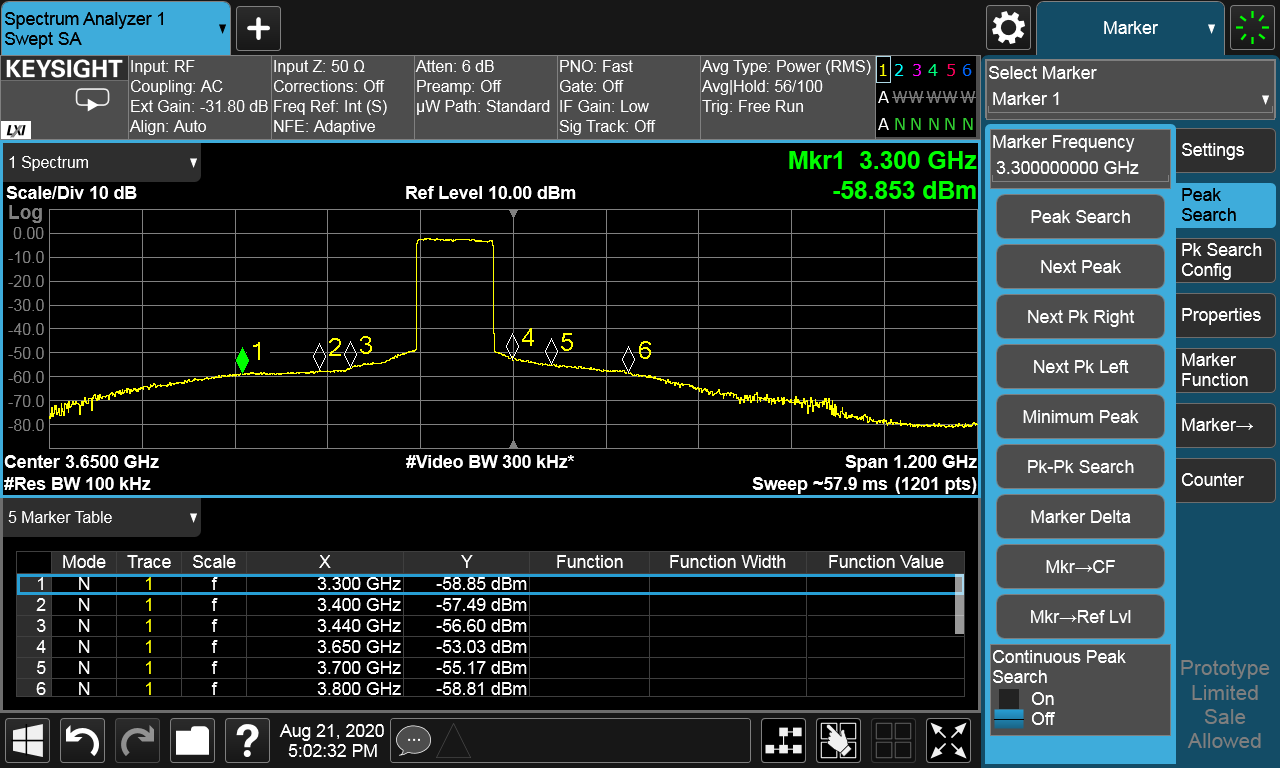 Spectrum Analyzer 1
Swept SA
Marker
KEYSIGHT
LXI
Input: RF
Coupling: AC
Ext Gain: -31.80 dB
Align: Auto
Input Z: 50 Ω
Corrections: Off
Freq Ref: Int (S)
NFE: Adaptive
Atten: 6 dB
Preamp: Off
µW Path: Standard
PNO: Fast
Gate: Off
IF Gain: Low
Sig Track: Off
Avg Type: Power (RMS)
Avg|Hold: 56/100
Trig: Free Run
1 2 3 4 5 6
A W W W W W
A N N N N N
Select Marker
Marker 1
1 Spectrum
Mkr1 3.300 GHz
-58.853 dBm
Scale/Div 10 dB
Ref Level 10.00 dBm
Log
0.00
-10.0
-20.0
-30.0
-40.0
-50.0
-60.0
-70.0
-80.0
1
2
3
4
5
6
Center 3.6500 GHz
#Video BW 300 kHz*
Span 1.200 GHz
#Res BW 100 kHz
Sweep ~57.9 ms (1201 pts)
5 Marker Table
Mode Trace Scale X Y Function Function Width Function Value
1 N 1 f 3.300 GHz -58.85 dBm
2 N 1 f 3.400 GHz -57.49 dBm
3 N 1 f 3.440 GHz -56.60 dBm
4 N 1 f 3.650 GHz -53.03 dBm
5 N 1 f 3.700 GHz -55.17 dBm
6 N 1 f 3.800 GHz -58.81 dBm
Marker Frequency
3.300000000 GHz
Peak Search
Next Peak
Next Pk Right
Next Pk Left
Minimum Peak
Pk-Pk Search
Marker Delta
Mkr→CF
Mkr→Ref Lvl
Continuous Peak
Search
On
Off
Settings
Peak
Search
Pk Search
Config
Properties
Marker
Function
Marker→
Counter
Prototype
Limited
Sale
Allowed
?
Aug 21, 2020
5:02:32 PM